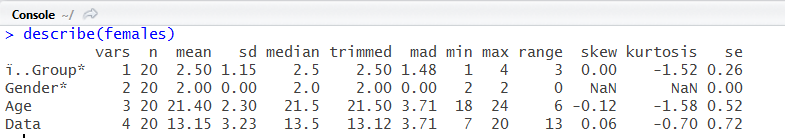 Console ~/
> describe(females)
vars n mean sd median trimmed mad min max range skew kurtosis se
ï..Group* 1 20 2.50 1.15 2.5 2.50 1.48 1 4 3 0.00 -1.52 0.26
Gender* 2 20 2.00 0.00 2.0 2.00 0.00 2 2 0 NaN NaN 0.00
Age 3 20 21.40 2.30 21.5 21.50 3.71 18 24 6 -0.12 -1.58 0.52
Data 4 20 13.15 3.23 13.5 13.12 3.71 7 20 13 0.06 -0.70 0.72